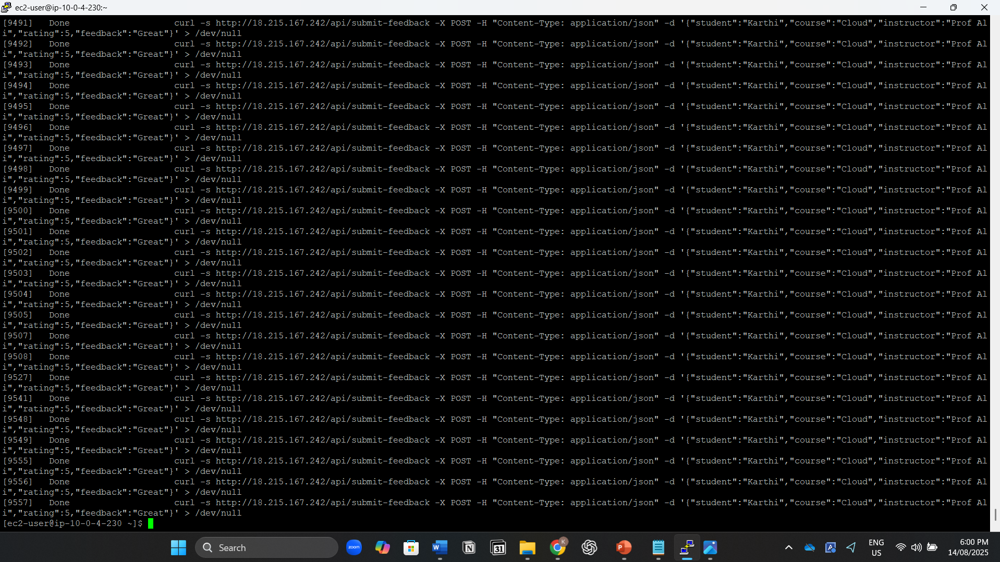 ec2-user@ip-10-0-4-230:~
[9491]   Done                    curl -s http://18.215.167.242/api/submit-feedback -X POST -H "Content-Type: application/json" -d '{"student":"Karthi","course":"Cloud","instructor":"Prof Al
i","rating":5,"feedback":"Great"}' > /dev/null
[9492]   Done                    curl -s http://18.215.167.242/api/submit-feedback -X POST -H "Content-Type: application/json" -d '{"student":"Karthi","course":"Cloud","instructor":"Prof Al
i","rating":5,"feedback":"Great"}' > /dev/null
[9493]   Done                    curl -s http://18.215.167.242/api/submit-feedback -X POST -H "Content-Type: application/json" -d '{"student":"Karthi","course":"Cloud","instructor":"Prof Al
i","rating":5,"feedback":"Great"}' > /dev/null
[9494]   Done                    curl -s http://18.215.167.242/api/submit-feedback -X POST -H "Content-Type: application/json" -d '{"student":"Karthi","course":"Cloud","instructor":"Prof Al
i","rating":5,"feedback":"Great"}' > /dev/null
[9495]   Done                    curl -s http://18.215.167.242/api/submit-feedback -X POST -H "Content-Type: application/json" -d '{"student":"Karthi","course":"Cloud","instructor":"Prof Al
i","rating":5,"feedback":"Great"}' > /dev/null
[9496]   Done                    curl -s http://18.215.167.242/api/submit-feedback -X POST -H "Content-Type: application/json" -d '{"student":"Karthi","course":"Cloud","instructor":"Prof Al
i","rating":5,"feedback":"Great"}' > /dev/null
[9497]   Done                    curl -s http://18.215.167.242/api/submit-feedback -X POST -H "Content-Type: application/json" -d '{"student":"Karthi","course":"Cloud","instructor":"Prof Al
i","rating":5,"feedback":"Great"}' > /dev/null
[9498]   Done                    curl -s http://18.215.167.242/api/submit-feedback -X POST -H "Content-Type: application/json" -d '{"student":"Karthi","course":"Cloud","instructor":"Prof Al
i","rating":5,"feedback":"Great"}' > /dev/null
[9499]   Done                    curl -s http://18.215.167.242/api/submit-feedback -X POST -H "Content-Type: application/json" -d '{"student":"Karthi","course":"Cloud","instructor":"Prof Al
i","rating":5,"feedback":"Great"}' > /dev/null
[9500]   Done                    curl -s http://18.215.167.242/api/submit-feedback -X POST -H "Content-Type: application/json" -d '{"student":"Karthi","course":"Cloud","instructor":"Prof Al
i","rating":5,"feedback":"Great"}' > /dev/null
[9501]   Done                    curl -s http://18.215.167.242/api/submit-feedback -X POST -H "Content-Type: application/json" -d '{"student":"Karthi","course":"Cloud","instructor":"Prof Al
i","rating":5,"feedback":"Great"}' > /dev/null
[9502]   Done                    curl -s http://18.215.167.242/api/submit-feedback -X POST -H "Content-Type: application/json" -d '{"student":"Karthi","course":"Cloud","instructor":"Prof Al
i","rating":5,"feedback":"Great"}' > /dev/null
[9503]   Done                    curl -s http://18.215.167.242/api/submit-feedback -X POST -H "Content-Type: application/json" -d '{"student":"Karthi","course":"Cloud","instructor":"Prof Al
i","rating":5,"feedback":"Great"}' > /dev/null
[9504]   Done                    curl -s http://18.215.167.242/api/submit-feedback -X POST -H "Content-Type: application/json" -d '{"student":"Karthi","course":"Cloud","instructor":"Prof Al
i","rating":5,"feedback":"Great"}' > /dev/null
[9505]   Done                    curl -s http://18.215.167.242/api/submit-feedback -X POST -H "Content-Type: application/json" -d '{"student":"Karthi","course":"Cloud","instructor":"Prof Al
i","rating":5,"feedback":"Great"}' > /dev/null
[9507]   Done                    curl -s http://18.215.167.242/api/submit-feedback -X POST -H "Content-Type: application/json" -d '{"student":"Karthi","course":"Cloud","instructor":"Prof Al
i","rating":5,"feedback":"Great"}' > /dev/null
[9508]   Done                    curl -s http://18.215.167.242/api/submit-feedback -X POST -H "Content-Type: application/json" -d '{"student":"Karthi","course":"Cloud","instructor":"Prof Al
i","rating":5,"feedback":"Great"}' > /dev/null
[9527]   Done                    curl -s http://18.215.167.242/api/submit-feedback -X POST -H "Content-Type: application/json" -d '{"student":"Karthi","course":"Cloud","instructor":"Prof Al
i","rating":5,"feedback":"Great"}' > /dev/null
[9541]   Done                    curl -s http://18.215.167.242/api/submit-feedback -X POST -H "Content-Type: application/json" -d '{"student":"Karthi","course":"Cloud","instructor":"Prof Al
i","rating":5,"feedback":"Great"}' > /dev/null
[9548]   Done                    curl -s http://18.215.167.242/api/submit-feedback -X POST -H "Content-Type: application/json" -d '{"student":"Karthi","course":"Cloud","instructor":"Prof Al
i","rating":5,"feedback":"Great"}' > /dev/null
[9549]   Done                    curl -s http://18.215.167.242/api/submit-feedback -X POST -H "Content-Type: application/json" -d '{"student":"Karthi","course":"Cloud","instructor":"Prof Al
i","rating":5,"feedback":"Great"}' > /dev/null
[9555]   Done                    curl -s http://18.215.167.242/api/submit-feedback -X POST -H "Content-Type: application/json" -d '{"student":"Karthi","course":"Cloud","instructor":"Prof Al
i","rating":5,"feedback":"Great"}' > /dev/null
[9556]   Done                    curl -s http://18.215.167.242/api/submit-feedback -X POST -H "Content-Type: application/json" -d '{"student":"Karthi","course":"Cloud","instructor":"Prof Al
i","rating":5,"feedback":"Great"}' > /dev/null
[9557]   Done                    curl -s http://18.215.167.242/api/submit-feedback -X POST -H "Content-Type: application/json" -d '{"student":"Karthi","course":"Cloud","instructor":"Prof Al
i","rating":5,"feedback":"Great"}' > /dev/null
[ec2-user@ip-10-0-4-230 ~]$
Search
zoom
W
N
31
K
P
A
ENG
US
6:00 PM
14/08/2025